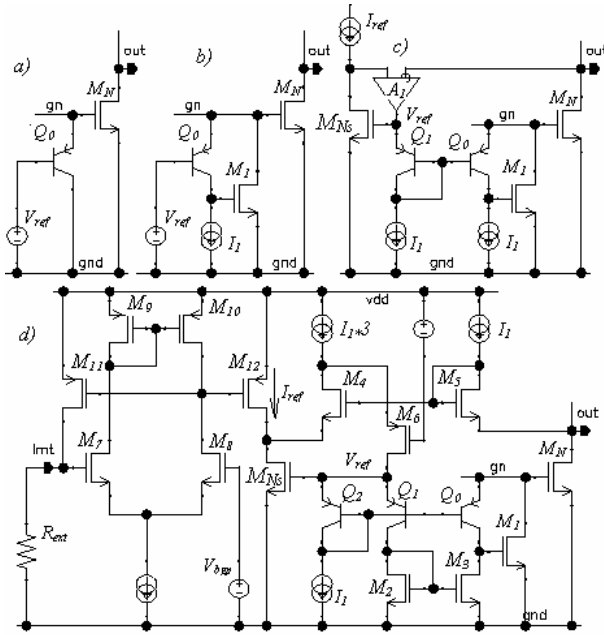 a)
out
gn
M_N
Q_0
V_ref
b)
out
gn
M_N
Q_0
M_1
V_ref
I_1
gnd
I_ref
c)
out
A_1
V_ref
M_Ns
gn
M_N
Q_1
Q_0
M_1
I_1
I_1
gnd
d)
vdd
M_9
M_10
I_1*3
I_1
M_11
M_12
I_ref
M_4
M_5
M_6
out
lmt
M_7
M_8
M_Ns
V_ref
gn
M_N
Q_2
Q_1
Q_0
M_1
R_ext
V_bgp
I_1
M_2
M_3
gnd